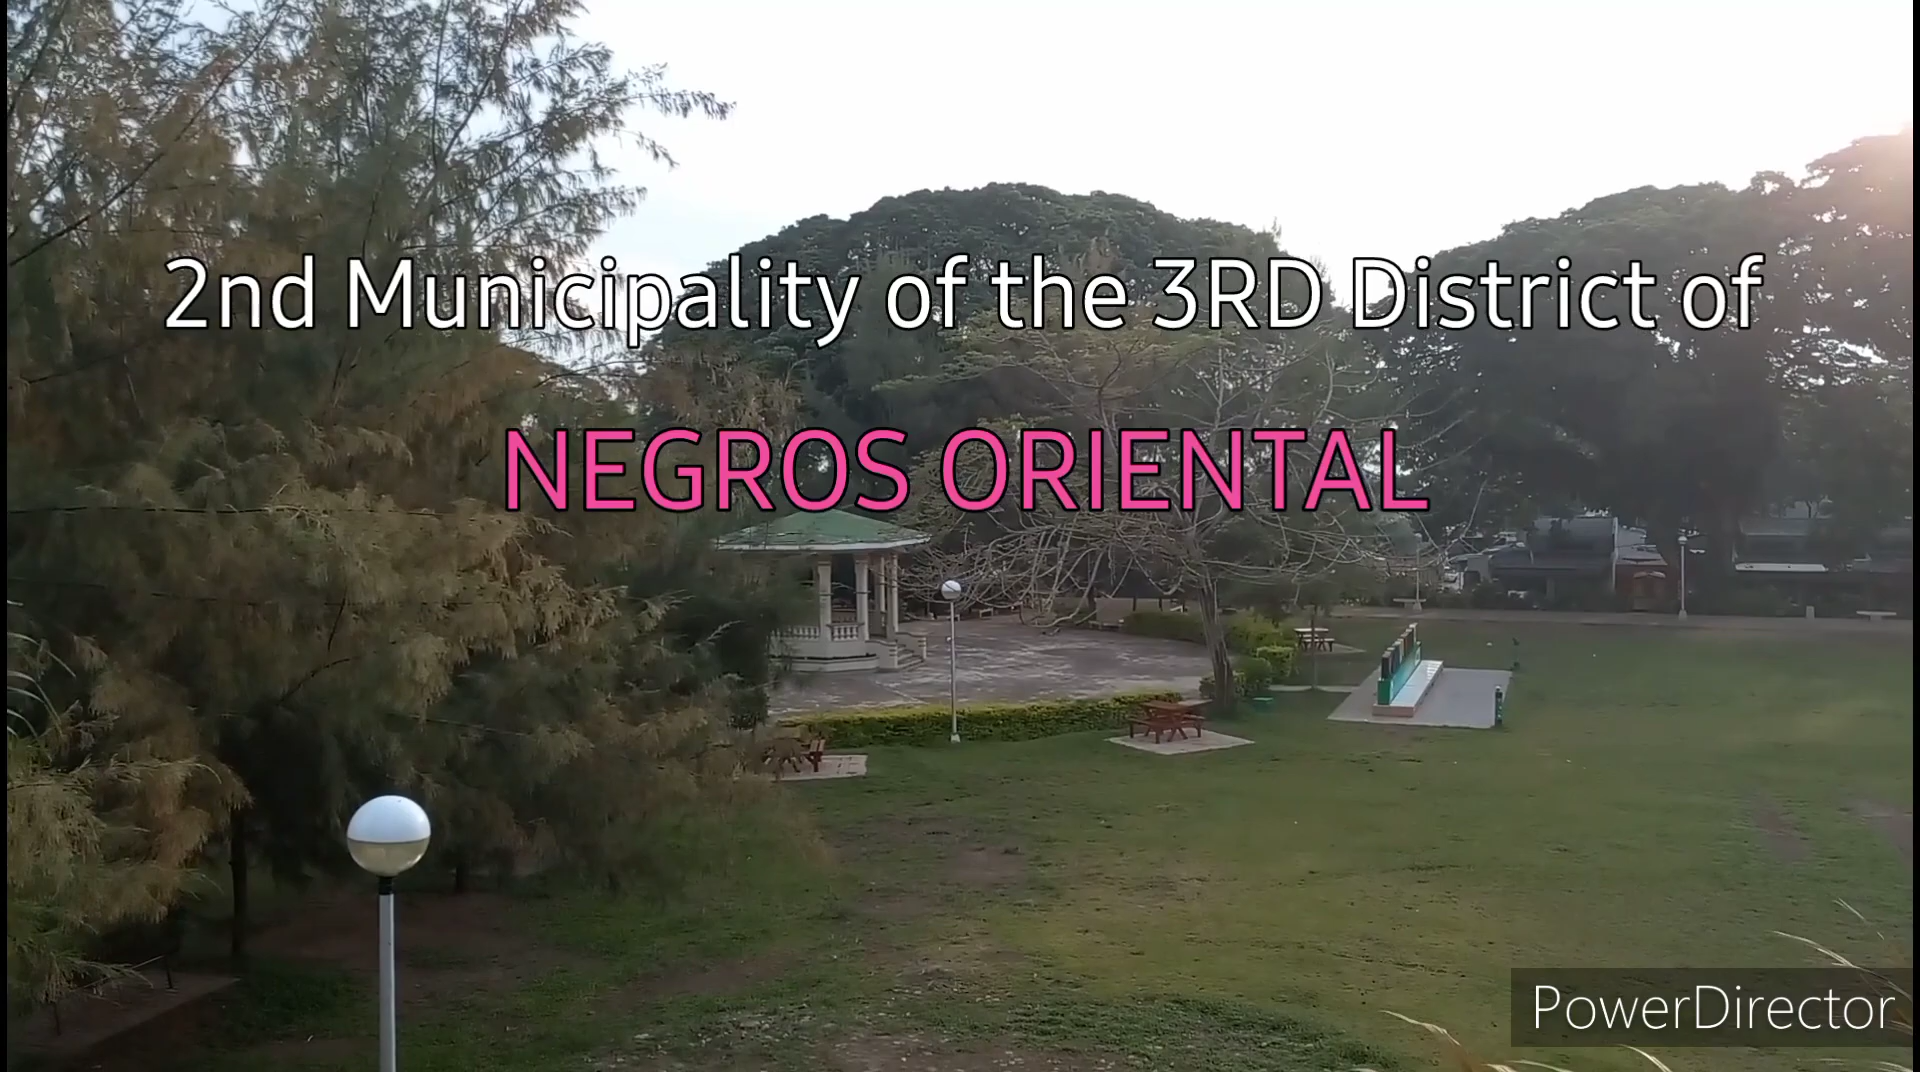 2nd Municipality of the 3RD District of
NEGROS ORIENTAL
PowerDirector